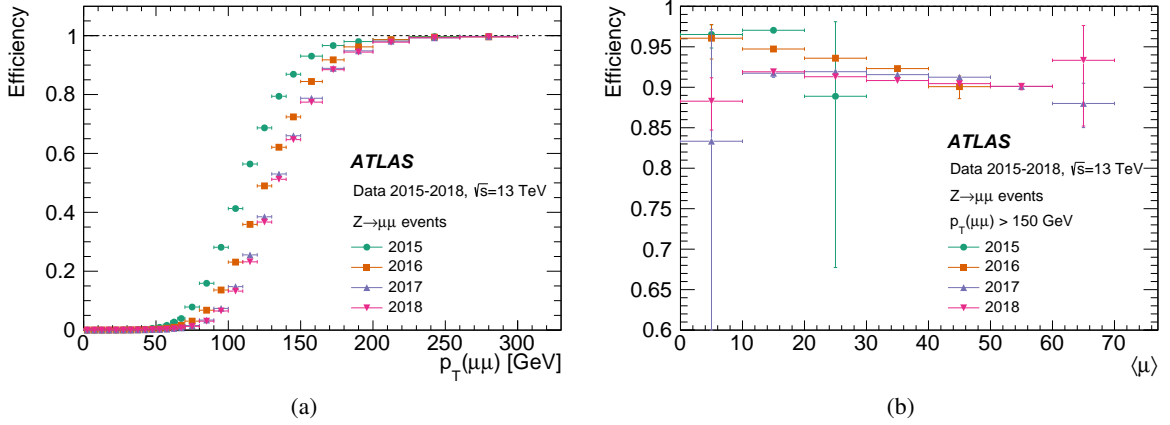 Efficiency
1
0.8
0.6
0.4
0.2
0
ATLAS
Data 2015-2018, √s=13 TeV
Z→μμ events
2015
2016
2017
2018
0 50 100 150 200 250 300
p_T(μμ) [GeV]
(a)
Efficiency
1
0.95
0.9
0.85
0.8
0.75
0.7
0.65
0.6
ATLAS
Data 2015-2018, √s=13 TeV
Z→μμ events
p_T(μμ) > 150 GeV
2015
2016
2017
2018
0 10 20 30 40 50 60 70
⟨μ⟩
(b)